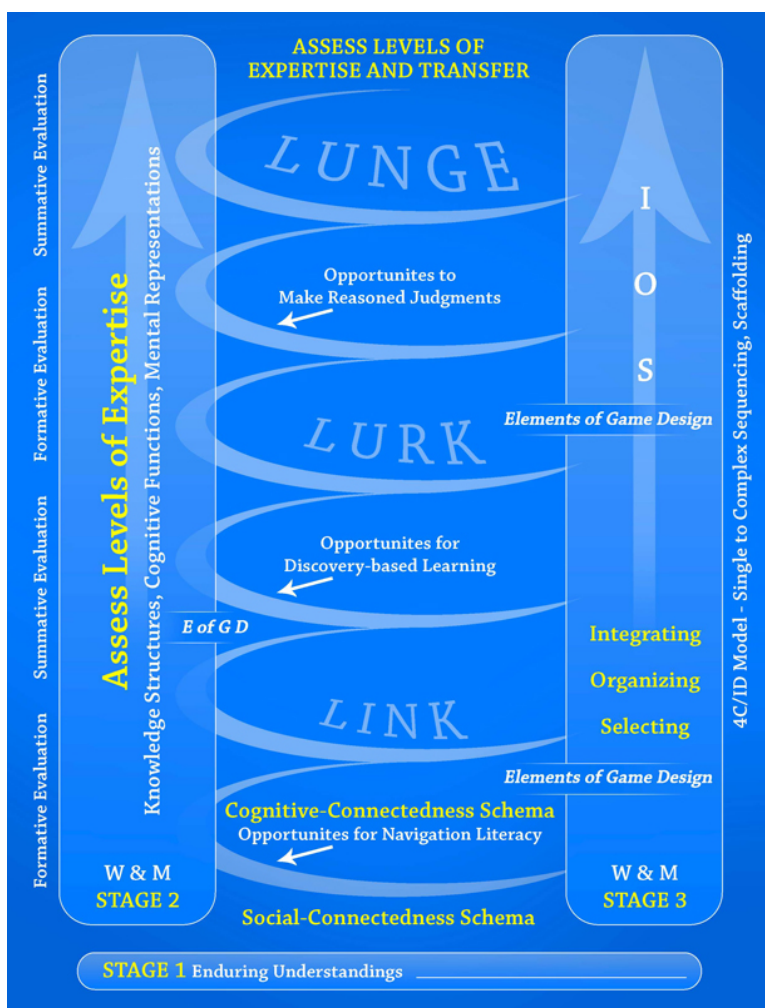 ASSESS LEVELS OF
EXPERTISE AND TRANSFER
LUNGE
Opportunites to
Make Reasoned Judgments
LURK
Opportunites for
Discovery-based Learning
LINK
Cognitive-Connectedness Schema
Opportunites for Navigation Literacy
Social-Connectedness Schema
Summative Evaluation
Formative Evaluation
Summative Evaluation
Formative Evaluation
Assess Levels of Expertise
Knowledge Structures, Cognitive Functions, Mental Representations
E of G D
W & M
STAGE 2
I
O
S
Elements of Game Design
Integrating
Organizing
Selecting
Elements of Game Design
W & M
STAGE 3
4C/ID Model - Single to Complex Sequencing, Scaffolding
STAGE 1 Enduring Understandings